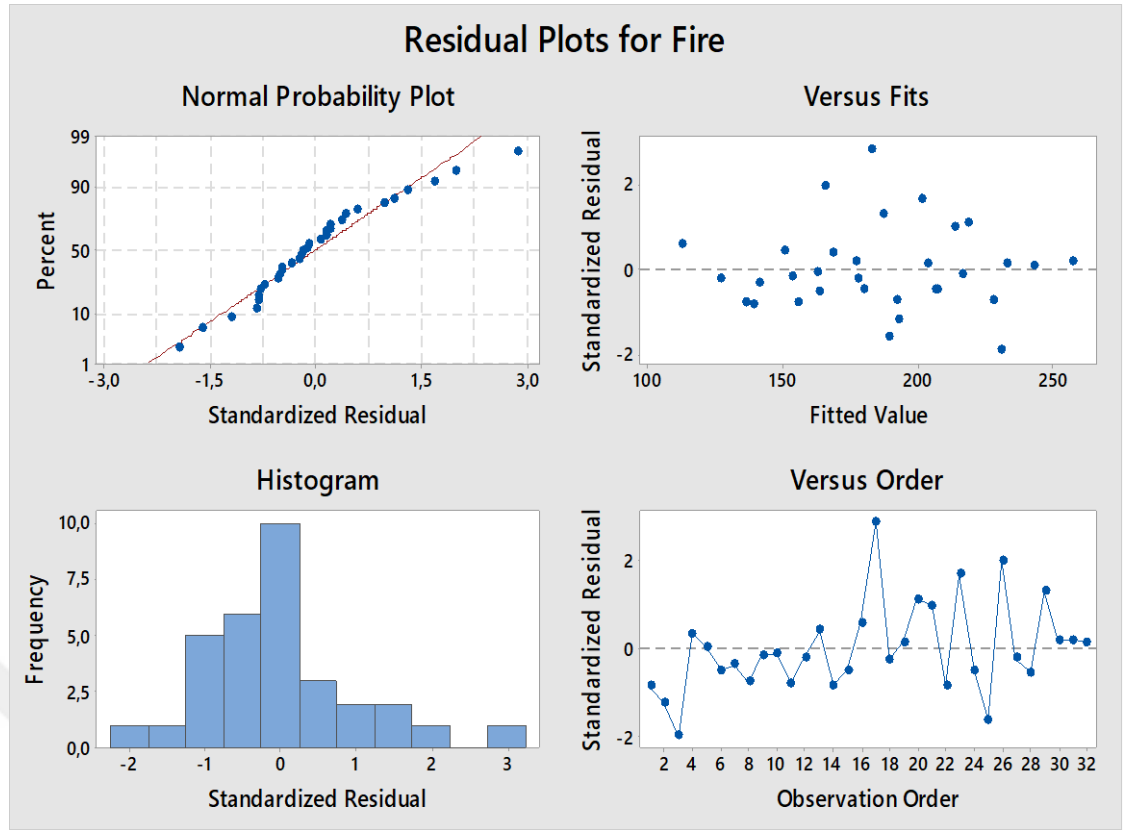 Residual Plots for Fire
Normal Probability Plot
99
90
50
10
1
Percent
-3,0 -1,5 0,0 1,5 3,0
Standardized Residual
Versus Fits
2
0
-2
Standardized Residual
100 150 200 250
Fitted Value
Histogram
10,0
7,5
5,0
2,5
0,0
Frequency
-2 -1 0 1 2 3
Standardized Residual
Versus Order
2
0
-2
Standardized Residual
2 4 6 8 10 12 14 16 18 20 22 24 26 28 30 32
Observation Order